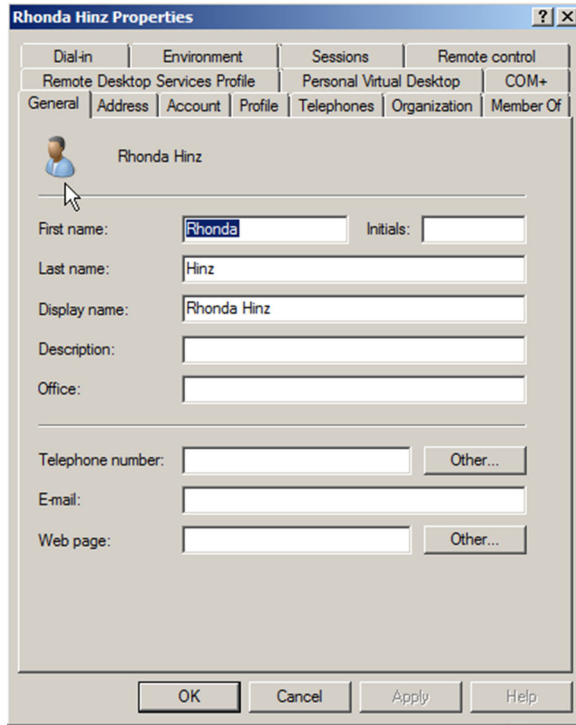 Rhonda Hinz Properties
Dial-in Environment Sessions Remote control
Remote Desktop Services Profile Personal Virtual Desktop COM+
General Address Account Profile Telephones Organization Member Of
Rhonda Hinz
First name: Rhonda Initials:
Last name: Hinz
Display name: Rhonda Hinz
Description:
Office:
Telephone number: Other...
E-mail:
Web page: Other...
OK Cancel Apply Help